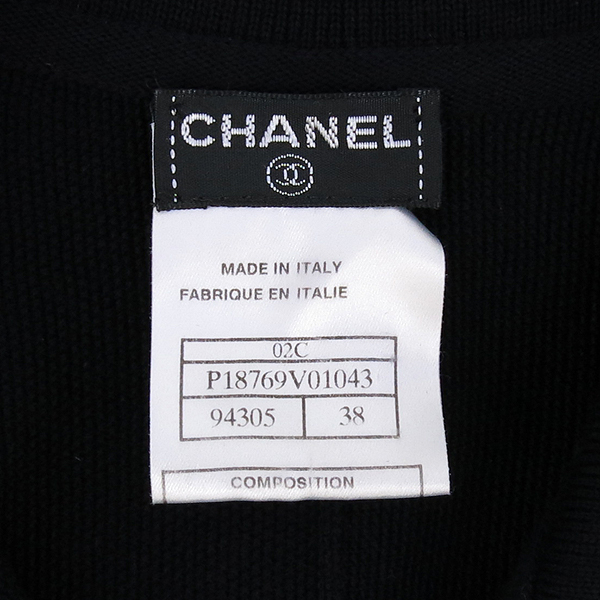 CHANEL
MADE IN ITALY
FABRIQUE EN ITALIE
02C
P18769V01043
94305 38
COMPOSITION